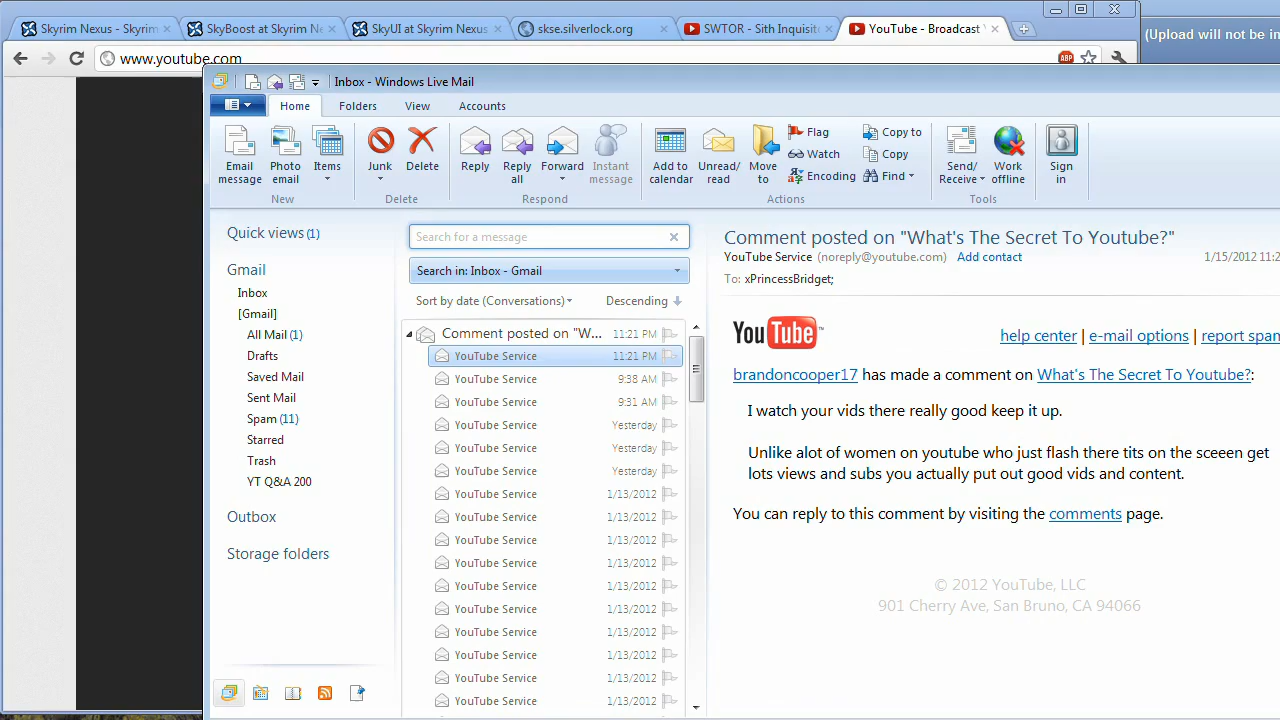 Skyrim Nexus - Skyrim
SkyBoost at Skyrim Ne
SkyUI at Skyrim Nexus
skse.silverlock.org
SWTOR - Sith Inquisit
YouTube - Broadcast
(Upload will not be in
www.youtube.com
ABP
Inbox - Windows Live Mail
Home
Folders
View
Accounts
Email message
Photo email
Items
Junk
Delete
Reply
Reply all
Forward
Instant message
Add to calendar
Unread/ read
Move to
Flag
Watch
Encoding
Copy to
Copy
Find
Send/ Receive
Work offline
Sign in
New
Delete
Respond
Actions
Tools
Quick views (1)
Gmail
Inbox
[Gmail]
All Mail (1)
Drafts
Saved Mail
Sent Mail
Spam (11)
Starred
Trash
YT Q&A 200
Outbox
Storage folders
Search for a message
Search in: Inbox - Gmail
Sort by date (Conversations) Descending
Comment posted on "W... 11:21 PM
YouTube Service 11:21 PM
YouTube Service 9:38 AM
YouTube Service 9:31 AM
YouTube Service Yesterday
YouTube Service Yesterday
YouTube Service Yesterday
YouTube Service 1/13/2012
YouTube Service 1/13/2012
YouTube Service 1/13/2012
YouTube Service 1/13/2012
YouTube Service 1/13/2012
YouTube Service 1/13/2012
YouTube Service 1/13/2012
YouTube Service 1/13/2012
YouTube Service 1/13/2012
YouTube Service 1/13/2012
Comment posted on "What's The Secret To Youtube?"
YouTube Service (noreply@youtube.com) Add contact 1/15/2012 11:2
To: xPrincessBridget;
YouTube™
help center | e-mail options | report span
brandoncooper17 has made a comment on What's The Secret To Youtube?:
I watch your vids there really good keep it up.
Unlike alot of women on youtube who just flash there tits on the sceeen get
lots views and subs you actually put out good vids and content.
You can reply to this comment by visiting the comments page.
© 2012 YouTube, LLC
901 Cherry Ave, San Bruno, CA 94066